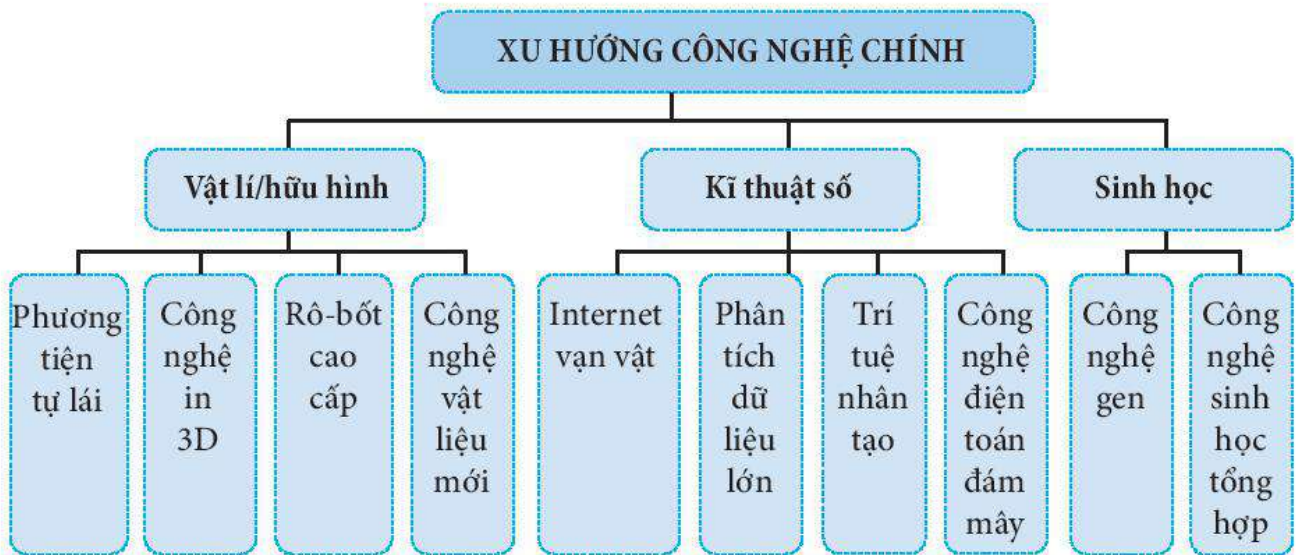 XU HƯỚNG CÔNG NGHỆ CHÍNH
Vật lí/hữu hình
Kĩ thuật số
Sinh học
Phương
tiện
tự lái
Công
nghệ
in
3D
Rô-bốt
cao
cấp
Công
nghệ
vật
liệu
mới
Internet
vạn vật
Phân
tích
dữ
liệu
lớn
Trí
tuệ
nhân
tạo
Công
nghệ
điện
toán
đám
mây
Công
nghệ
gen
Công
nghệ
sinh
học
tổng
hợp